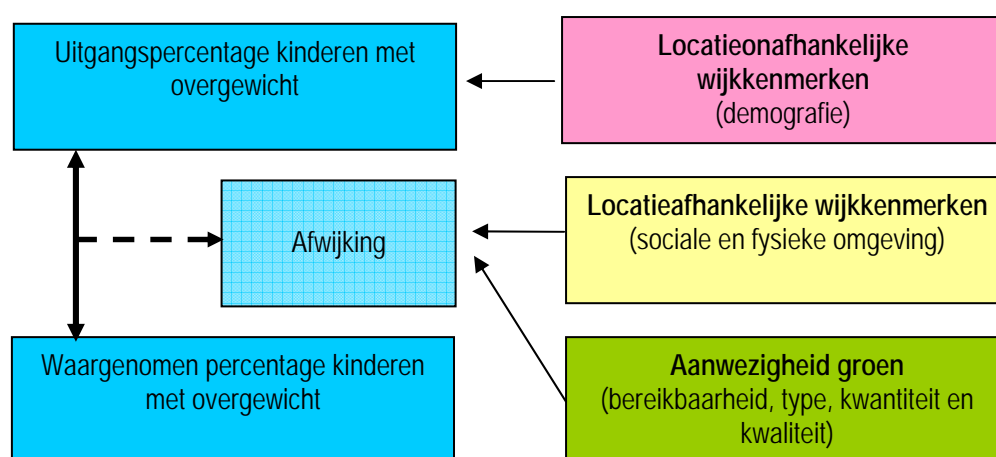 Uitgangspercentage kinderen met
overgewicht
Locatieonafhankelijke
wijkkenmerken
(demografie)
Afwijking
Locatieafhankelijke wijkkenmerken
(sociale en fysieke omgeving)
Waargenomen percentage kinderen
met overgewicht
Aanwezigheid groen
(bereikbaarheid, type, kwantiteit en
kwaliteit)